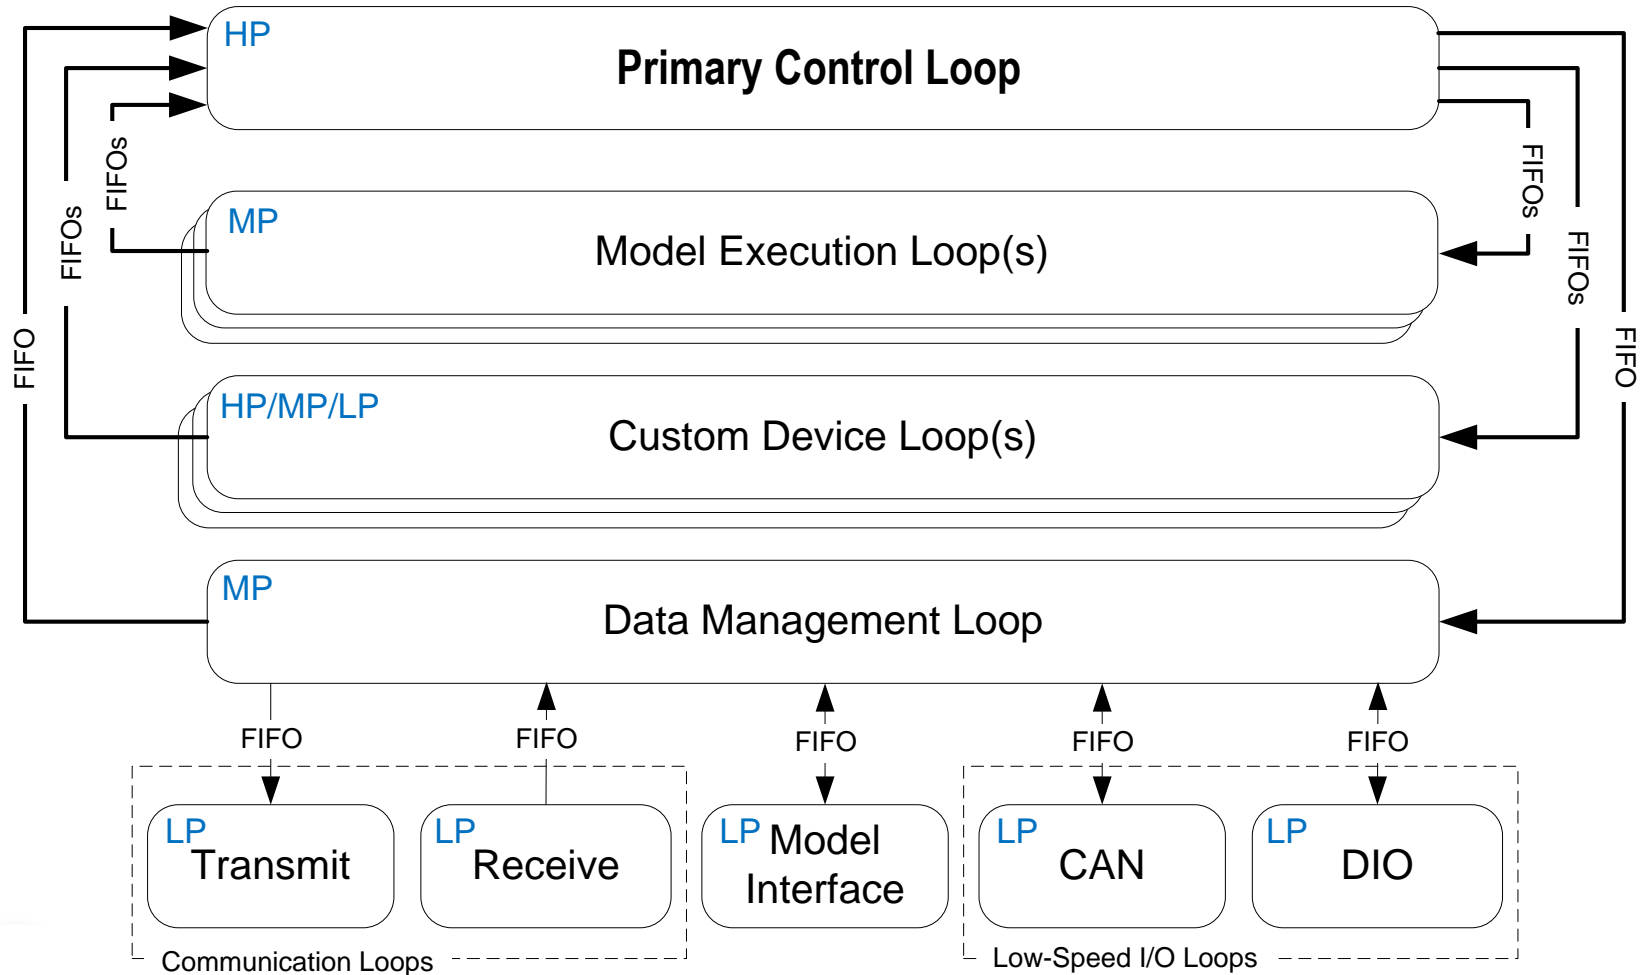 HP
Primary Control Loop
FIFOs
FIFOs
MP
Model Execution Loop(s)
FIFOs
FIFOs
FIFO
FIFO
HP/MP/LP
Custom Device Loop(s)
MP
Data Management Loop
FIFO
FIFO
FIFO
FIFO
FIFO
LP
Transmit
LP
Receive
LP
Model
Interface
LP
CAN
LP
DIO
Communication Loops
Low-Speed I/O Loops